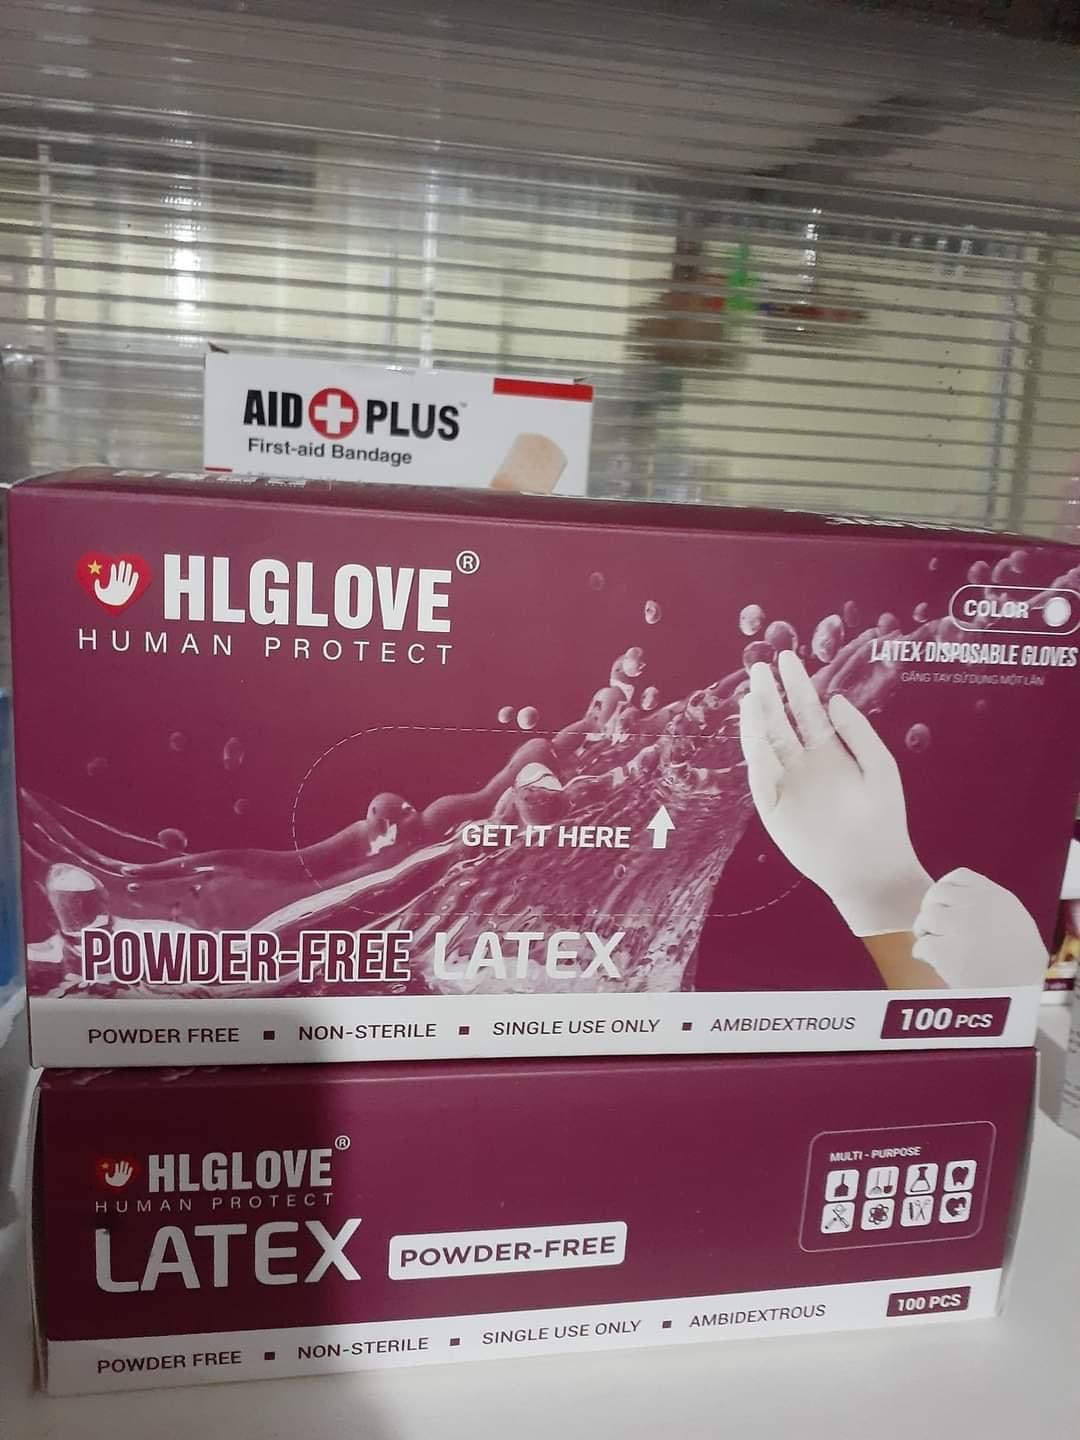 AID PLUS™
First-aid Bandage
HLGLOVE®
HUMAN PROTECT
COLOR
LATEX DISPOSABLE GLOVES
GĂNG TAY SỬ DỤNG MỘT LẦN
GET IT HERE
POWDER-FREE LATEX
POWDER FREE ▪ NON-STERILE ▪ SINGLE USE ONLY ▪ AMBIDEXTROUS
100 PCS
HLGLOVE®
HUMAN PROTECT
MULTI - PURPOSE
LATEX POWDER-FREE
POWDER FREE ▪ NON-STERILE ▪ SINGLE USE ONLY ▪ AMBIDEXTROUS
100 PCS